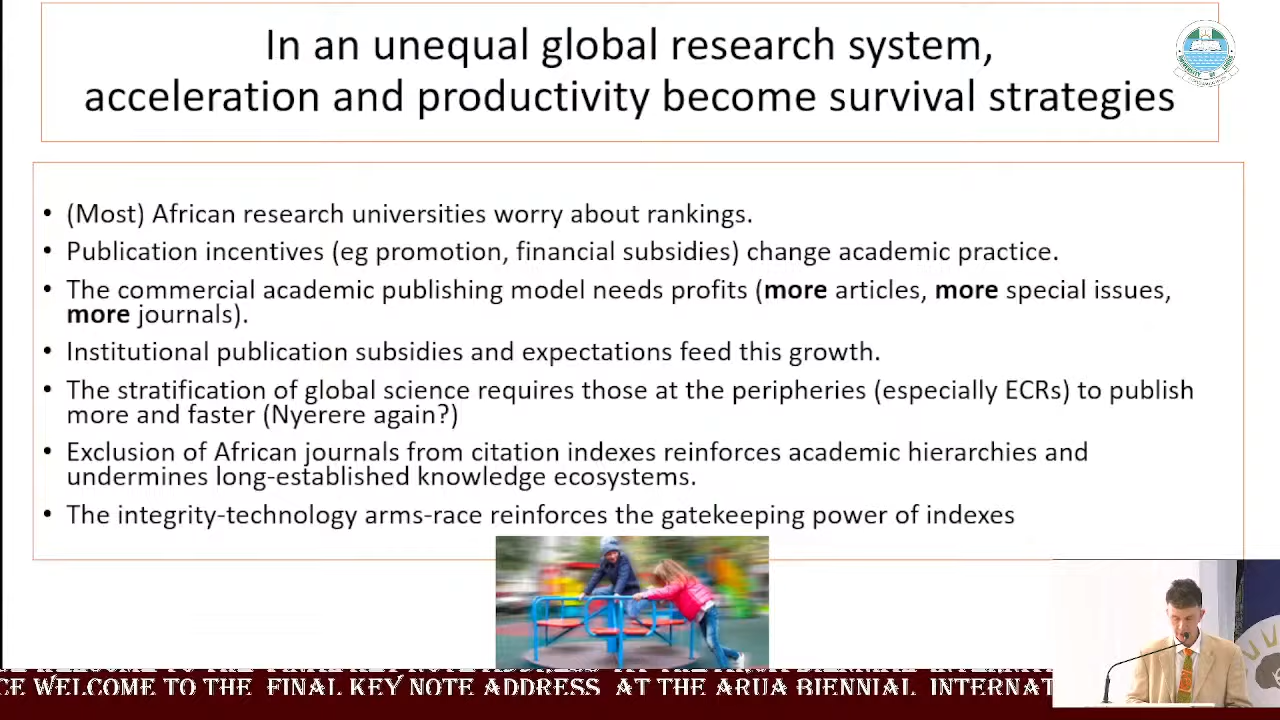 In an unequal global research system,
acceleration and productivity become survival strategies
• (Most) African research universities worry about rankings.
• Publication incentives (eg promotion, financial subsidies) change academic practice.
• The commercial academic publishing model needs profits (more articles, more special issues,
more journals).
• Institutional publication subsidies and expectations feed this growth.
• The stratification of global science requires those at the peripheries (especially ECRs) to publish
more and faster (Nyerere again?)
• Exclusion of African journals from citation indexes reinforces academic hierarchies and
undermines long-established knowledge ecosystems.
• The integrity-technology arms-race reinforces the gatekeeping power of indexes
CE WELCOME TO THE FINAL KEY NOTE ADDRESS AT THE ARUA BIENNIAL INTERNAT